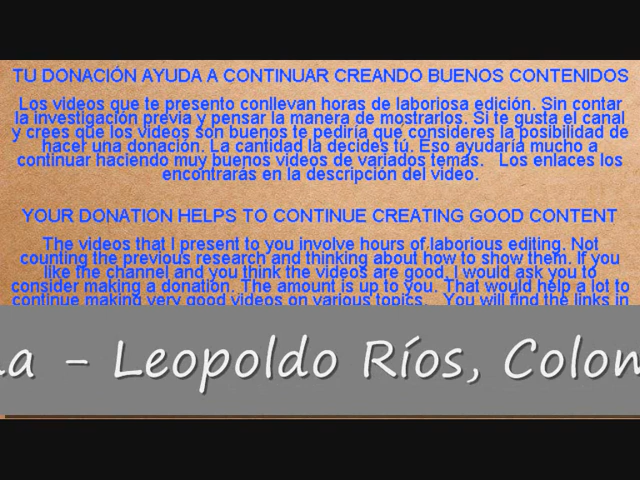 TU DONACIÓN AYUDA A CONTINUAR CREANDO BUENOS CONTENIDOS
Los videos que te presento conllevan horas de laboriosa edición. Sin contar
la investigación previa y pensar la manera de mostrarlos. Si te gusta el canal
y crees que los videos son buenos te pediría que consideres la posibilidad de
hacer una donación. La cantidad la decides tú. Eso ayudaría mucho a
continuar haciendo muy buenos videos de variados temas. Los enlaces los
encontrarás en la descripción del video.
YOUR DONATION HELPS TO CONTINUE CREATING GOOD CONTENT
The videos that I present to you involve hours of laborious editing. Not
counting the previous research and thinking about how to show them. If you
like the channel and you think the videos are good, I would ask you to
consider making a donation. The amount is up to you. That would help a lot to
continue making very good videos on various topics. You will find the links in
- Leopoldo Ríos, Colom